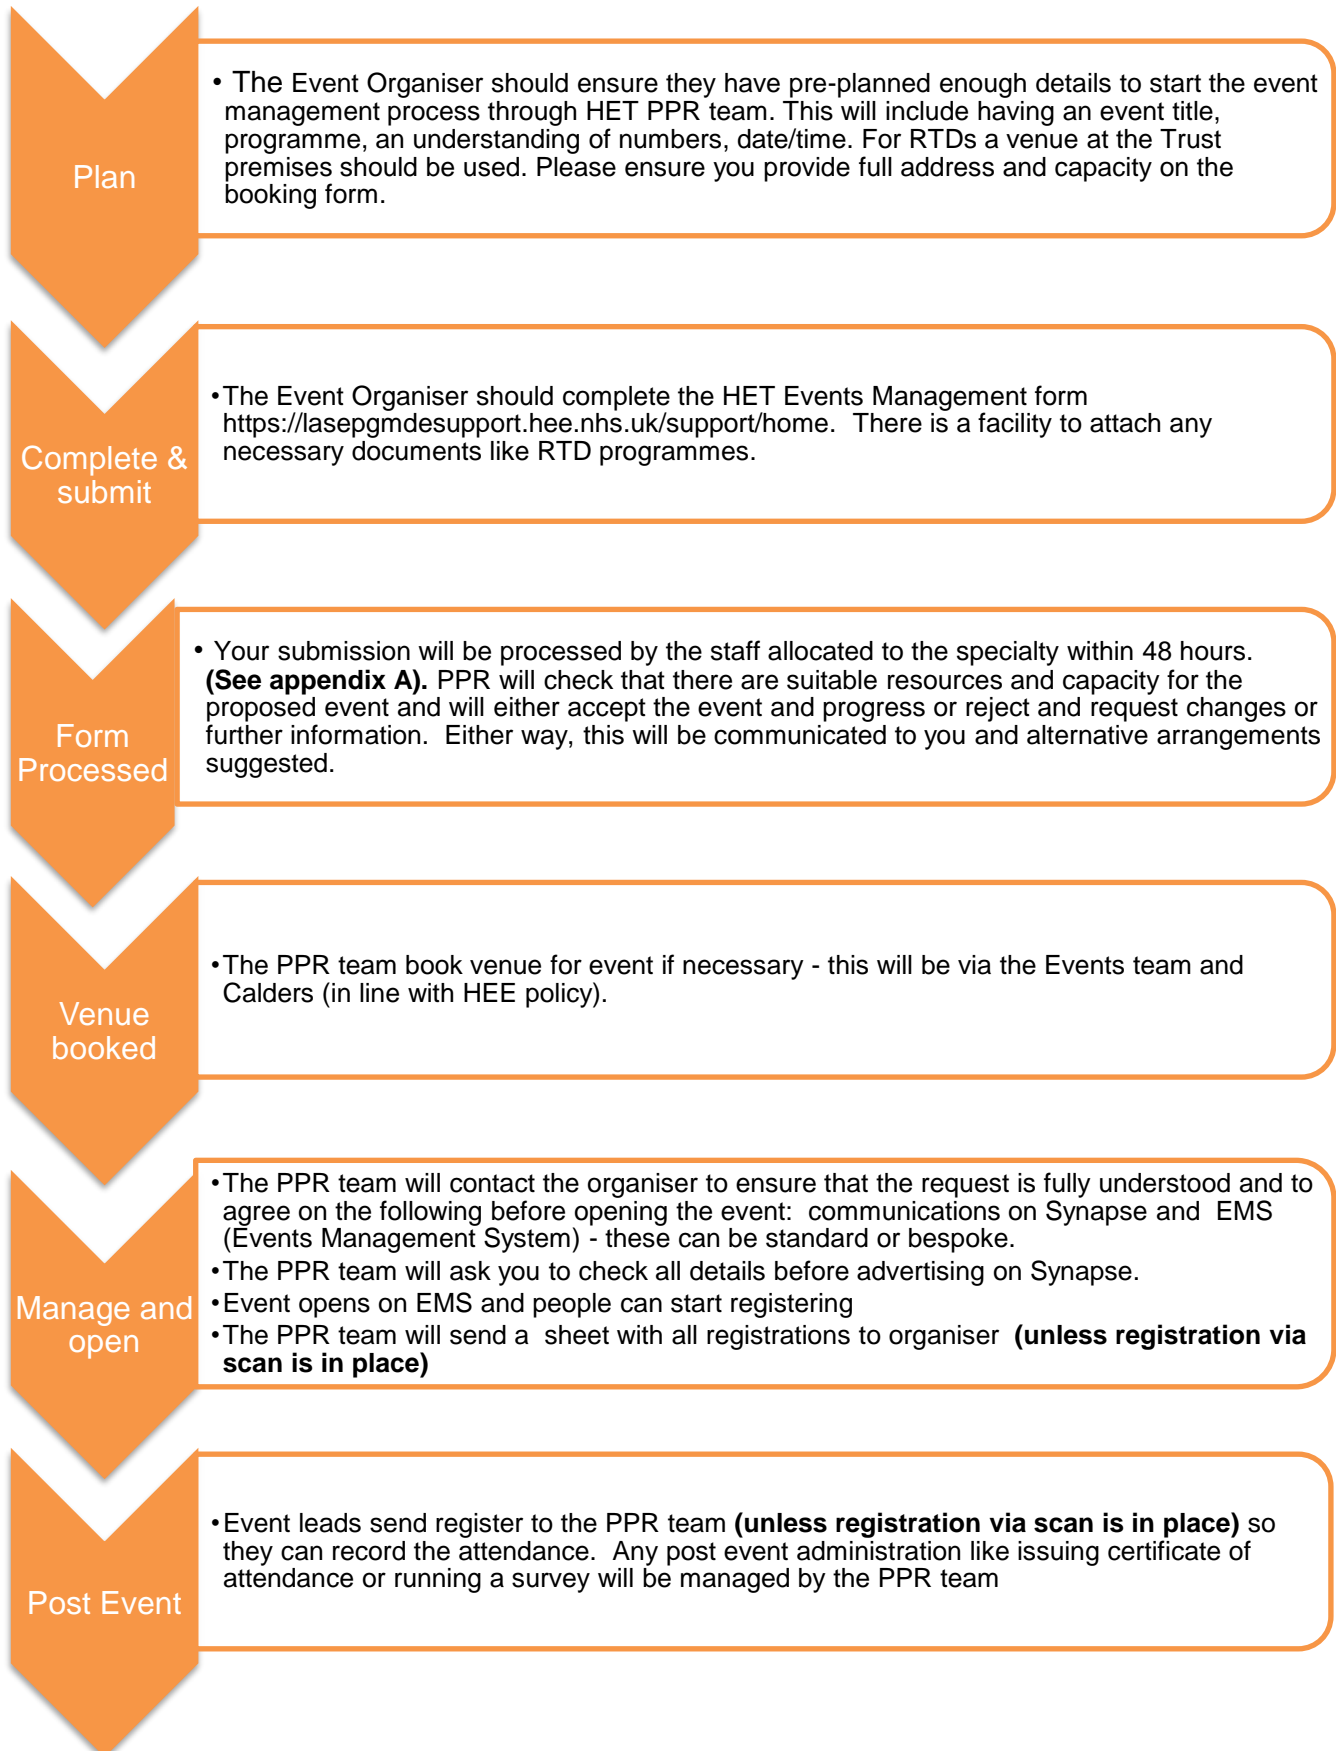 Plan
• The Event Organiser should ensure they have pre-planned enough details to start the event
management process through HET PPR team. This will include having an event title,
programme, an understanding of numbers, date/time. For RTDs a venue at the Trust
premises should be used. Please ensure you provide full address and capacity on the
booking form.
Complete &
submit
•The Event Organiser should complete the HET Events Management form
https://lasepgmdesupport.hee.nhs.uk/support/home.  There is a facility to attach any
necessary documents like RTD programmes.
Form
Processed
• Your submission will be processed by the staff allocated to the specialty within 48 hours.
(See appendix A). PPR will check that there are suitable resources and capacity for the
proposed event and will either accept the event and progress or reject and request changes or
further information.  Either way, this will be communicated to you and alternative arrangements
suggested.
Venue
booked
•The PPR team book venue for event if necessary - this will be via the Events team and
Calders (in line with HEE policy).
Manage and
open
•The PPR team will contact the organiser to ensure that the request is fully understood and to
agree on the following before opening the event:  communications on Synapse and  EMS
(Events Management System) - these can be standard or bespoke.
•The PPR team will ask you to check all details before advertising on Synapse.
•Event opens on EMS and people can start registering
•The PPR team will send a  sheet with all registrations to organiser  (unless registration via
scan is in place)
Post Event
•Event leads send register to the PPR team (unless registration via scan is in place) so
they can record the attendance.  Any post event administration like issuing certificate of
attendance or running a survey will be managed by the PPR team